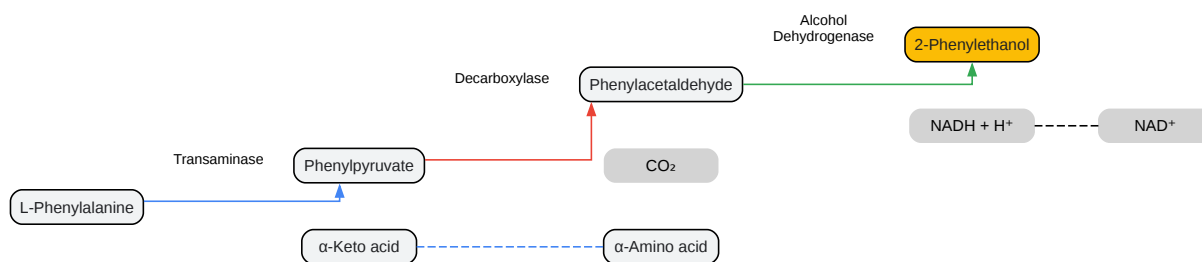 Alcohol
Dehydrogenase
2-Phenylethanol
Decarboxylase
Phenylacetaldehyde
NADH + H⁺
NAD⁺
Transaminase
Phenylpyruvate
CO₂
L-Phenylalanine
α-Keto acid
α-Amino acid